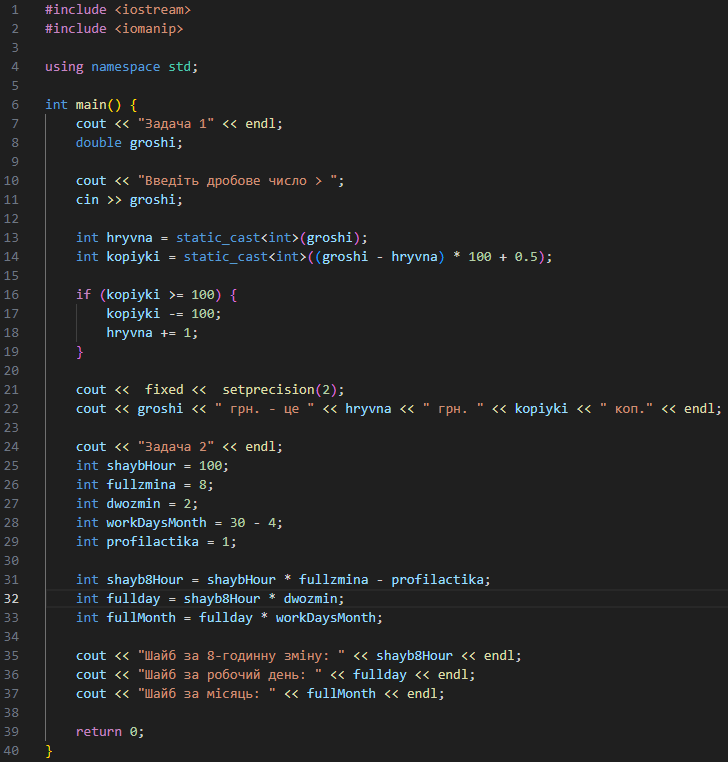 1 #include <iostream>
2 #include <iomanip>
3
4 using namespace std;
5
6 int main() {
7     cout << "Задача 1" << endl;
8     double groshi;
9
10     cout << "Введіть дробове число > ";
11     cin >> groshi;
12
13     int hryvna = static_cast<int>(groshi);
14     int kopiyki = static_cast<int>((groshi - hryvna) * 100 + 0.5);
15
16     if (kopiyki >= 100) {
17         kopiyki -= 100;
18         hryvna += 1;
19     }
20
21     cout <<  fixed <<  setprecision(2);
22     cout << groshi << " грн. - це " << hryvna << " грн. " << kopiyki << " коп." << endl;
23
24     cout << "Задача 2" << endl;
25     int shaybHour = 100;
26     int fullzmina = 8;
27     int dwozmin = 2;
28     int workDaysMonth = 30 - 4;
29     int profilactika = 1;
30
31     int shayb8Hour = shaybHour * fullzmina - profilactika;
32     int fullday = shayb8Hour * dwozmin;
33     int fullMonth = fullday * workDaysMonth;
34
35     cout << "Шайб за 8-годинну зміну: " << shayb8Hour << endl;
36     cout << "Шайб за робочий день: " << fullday << endl;
37     cout << "Шайб за місяць: " << fullMonth << endl;
38
39     return 0;
40 }